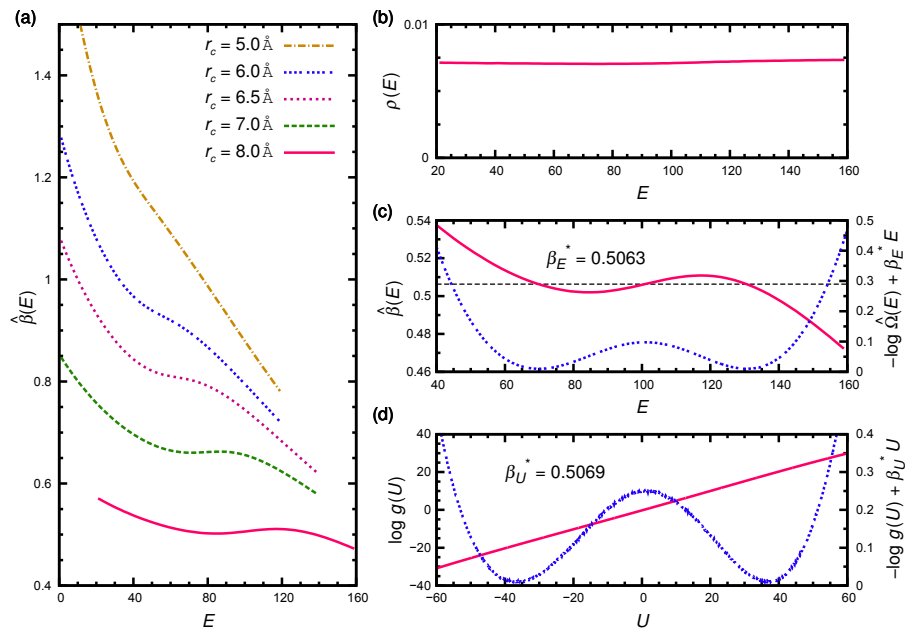 (a)
r_c = 5.0 Å
r_c = 6.0 Å
r_c = 6.5 Å
r_c = 7.0 Å
r_c = 8.0 Å
1.4
1.2
1
0.8
0.6
0.4
β̂(E)
0 40 80 120 160
E
(b)
0.01
0
ρ(E)
20 40 60 80 100 120 140 160
E
(c)
0.54
0.52
0.5
0.48
0.46
β̂(E)
β_E^* = 0.5063
0.5
0.4
0.3
0.2
0.1
0
−log Ω̂(E) + β_E^* E
40 60 80 100 120 140 160
E
(d)
40
20
0
−20
−40
log g(U)
β_U^* = 0.5069
0.4
0.3
0.2
0.1
0
−log g(U) + β_U^* U
−60 −40 −20 0 20 40 60
U